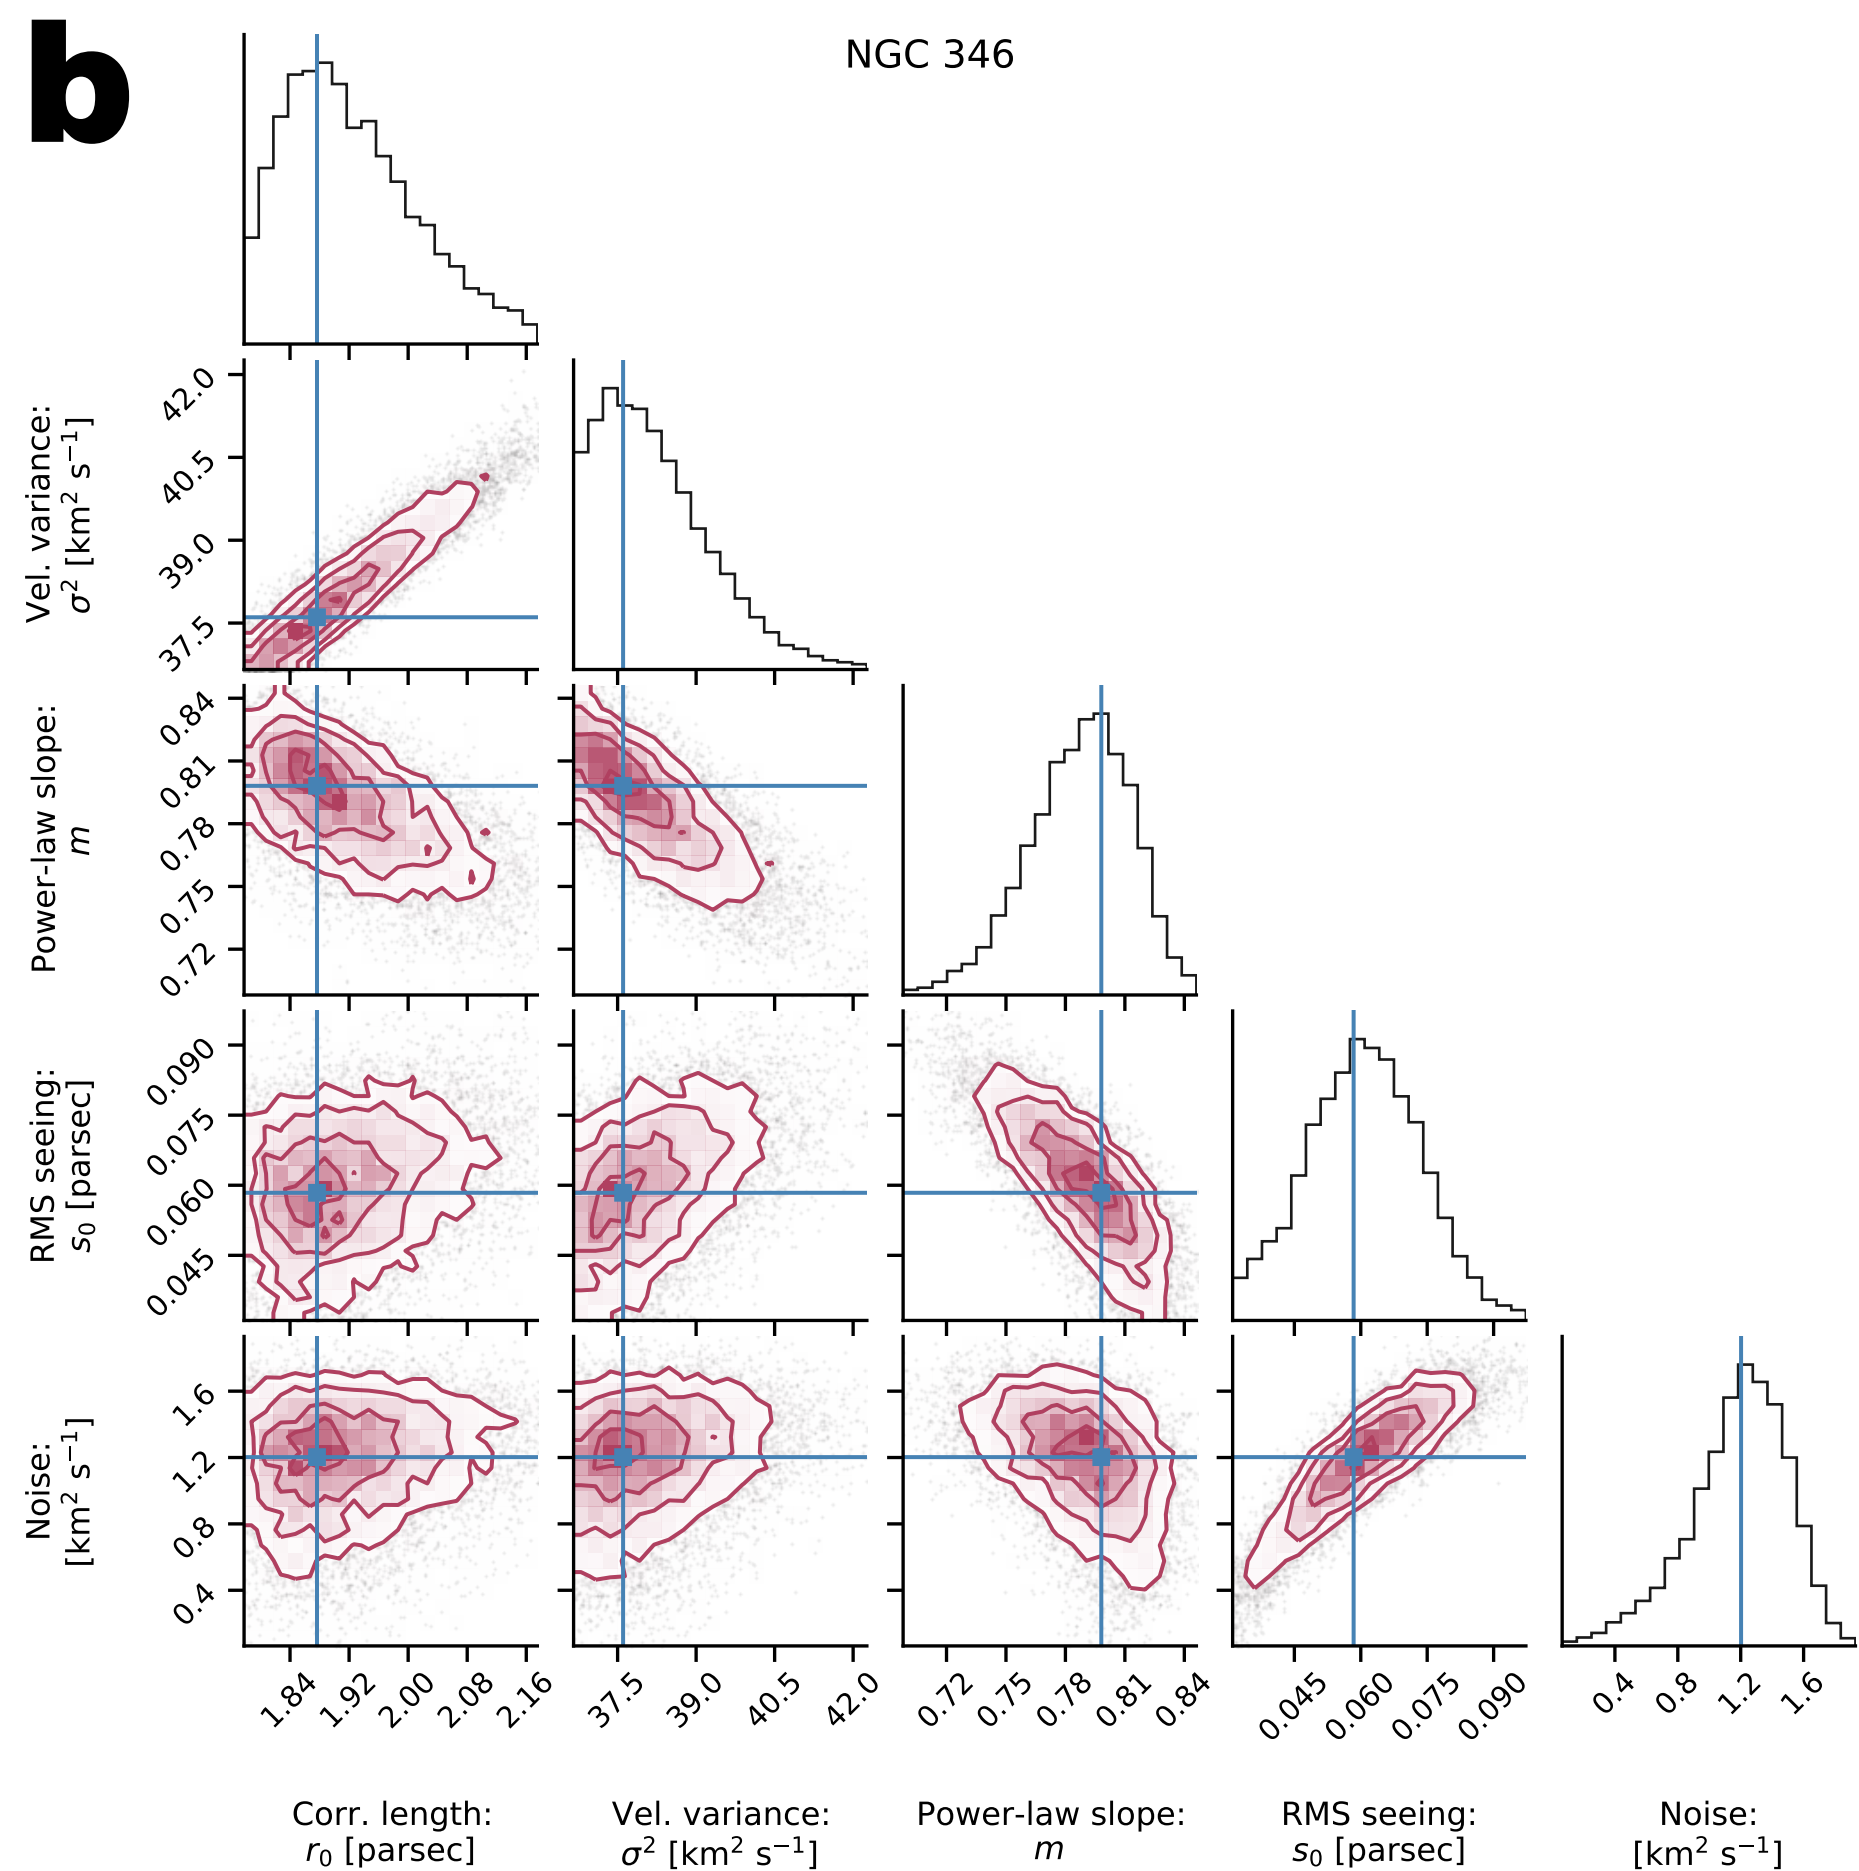 b
NGC 346
Vel. variance:
σ² [km² s⁻¹]
42.0
40.5
39.0
37.5
Power-law slope:
m
0.84
0.81
0.78
0.75
0.72
RMS seeing:
s₀ [parsec]
0.090
0.075
0.060
0.045
Noise:
[km² s⁻¹]
1.6
1.2
0.8
0.4
1.84 1.92 2.00 2.08 2.16
37.5 39.0 40.5 42.0
0.72 0.75 0.78 0.81 0.84
0.045 0.060 0.075 0.090
0.4 0.8 1.2 1.6
Corr. length:
r₀ [parsec]
Vel. variance:
σ² [km² s⁻¹]
Power-law slope:
m
RMS seeing:
s₀ [parsec]
Noise:
[km² s⁻¹]